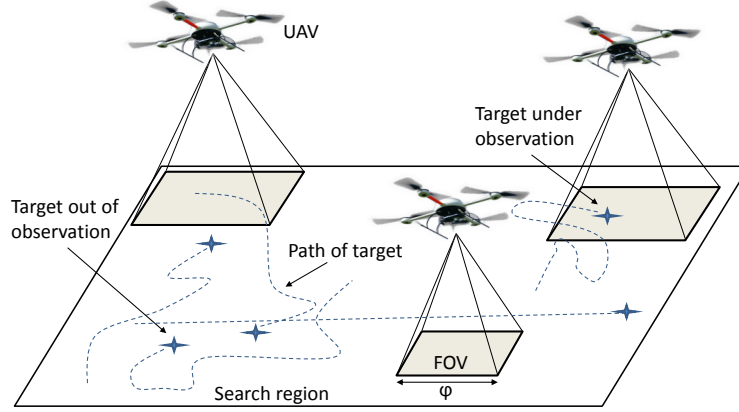 UAV
Target under
observation
Target out of
observation
Path of target
FOV
φ
Search region